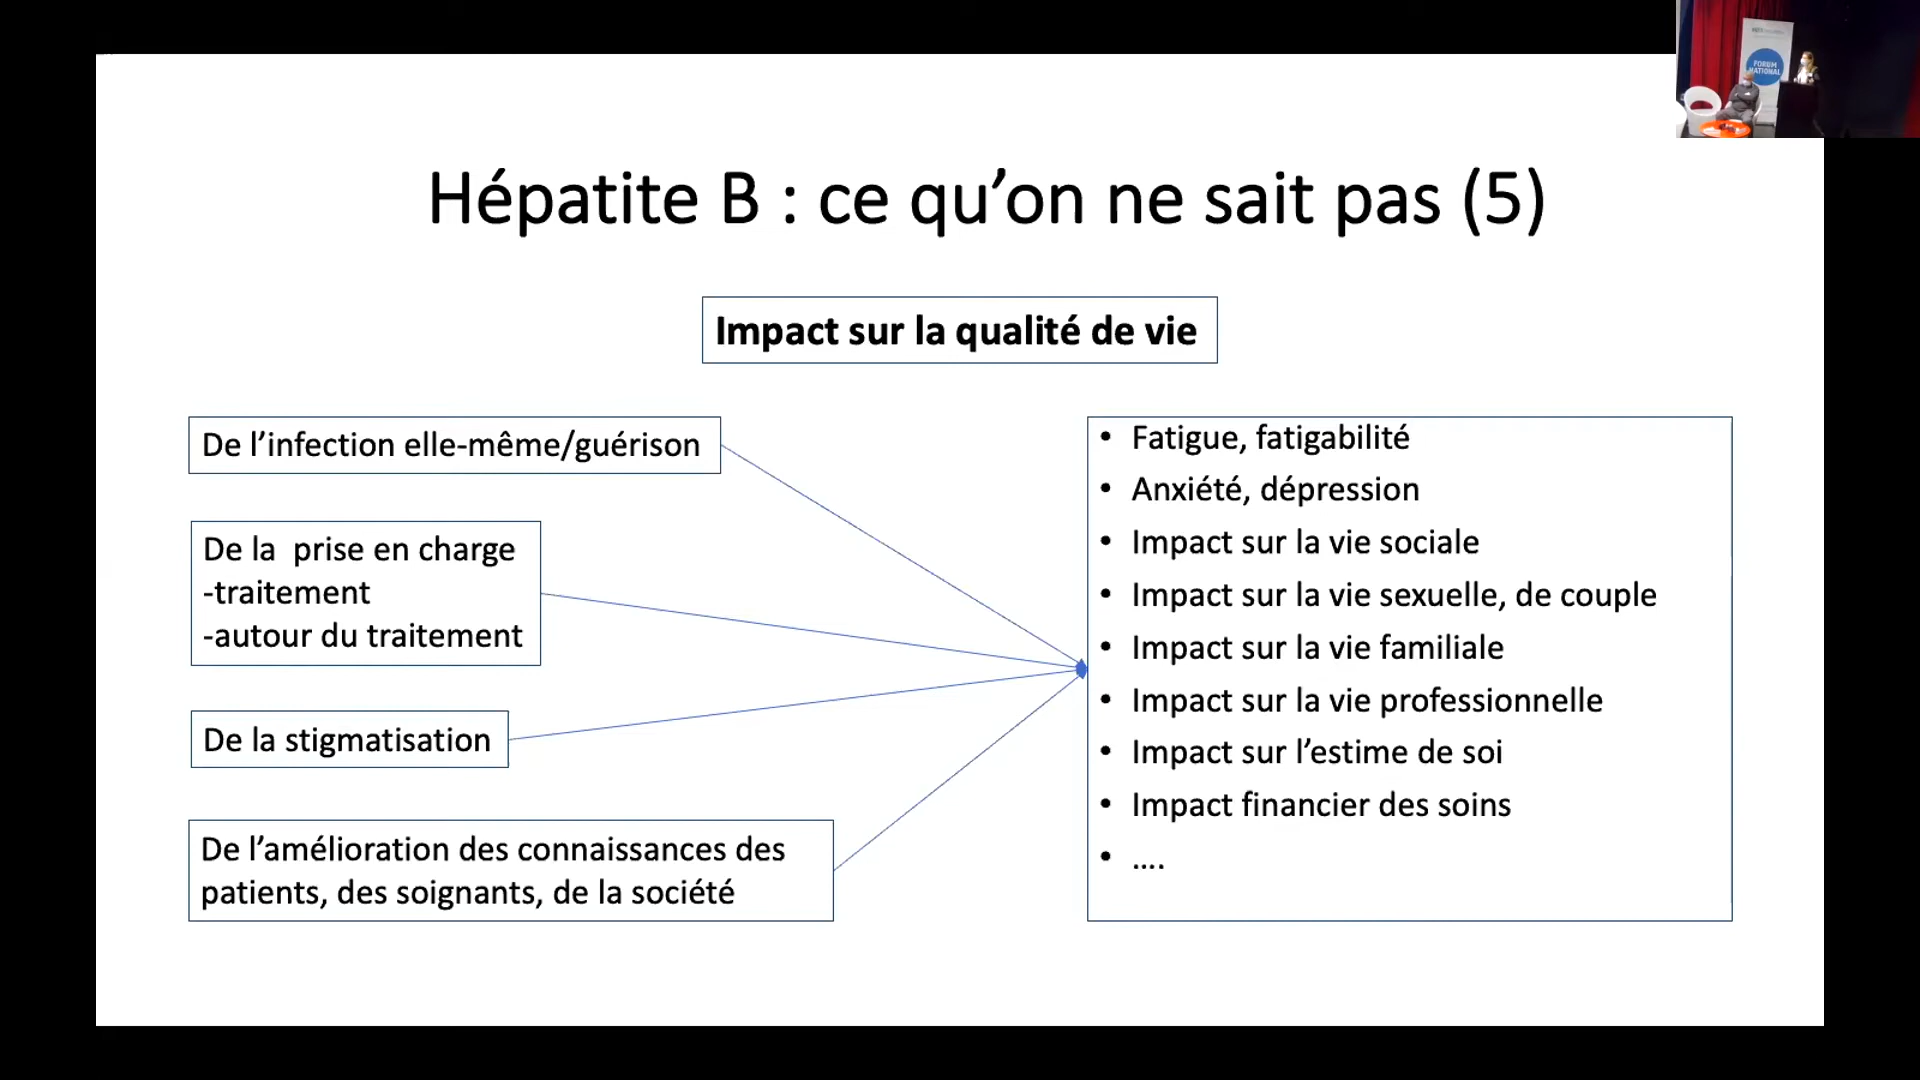 Hépatite B : ce qu’on ne sait pas (5)
Impact sur la qualité de vie
De l’infection elle-même/guérison
De la  prise en charge
-traitement
-autour du traitement
De la stigmatisation
De l’amélioration des connaissances des
patients, des soignants, de la société
• Fatigue, fatigabilité
• Anxiété, dépression
• Impact sur la vie sociale
• Impact sur la vie sexuelle, de couple
• Impact sur la vie familiale
• Impact sur la vie professionnelle
• Impact sur l’estime de soi
• Impact financier des soins
• ....
FORUM
NATIONAL